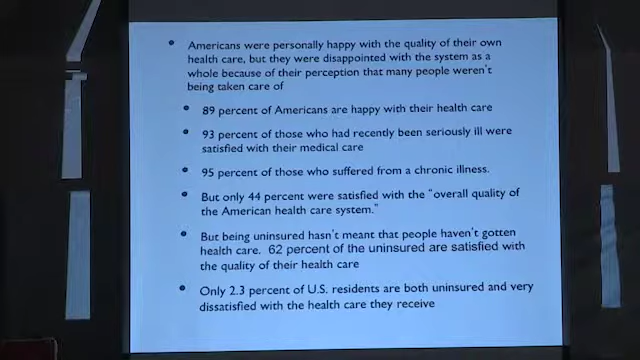 • Americans were personally happy with the quality of their own
health care, but they were disappointed with the system as a
whole because of their perception that many people weren't
being taken care of
• 89 percent of Americans are happy with their health care
• 93 percent of those who had recently been seriously ill were
satisfied with their medical care
• 95 percent of those who suffered from a chronic illness.
• But only 44 percent were satisfied with the "overall quality of
the American health care system."
• But being uninsured hasn't meant that people haven't gotten
health care. 62 percent of the uninsured are satisfied with
the quality of their health care
• Only 2.3 percent of U.S. residents are both uninsured and very
dissatisfied with the health care they receive